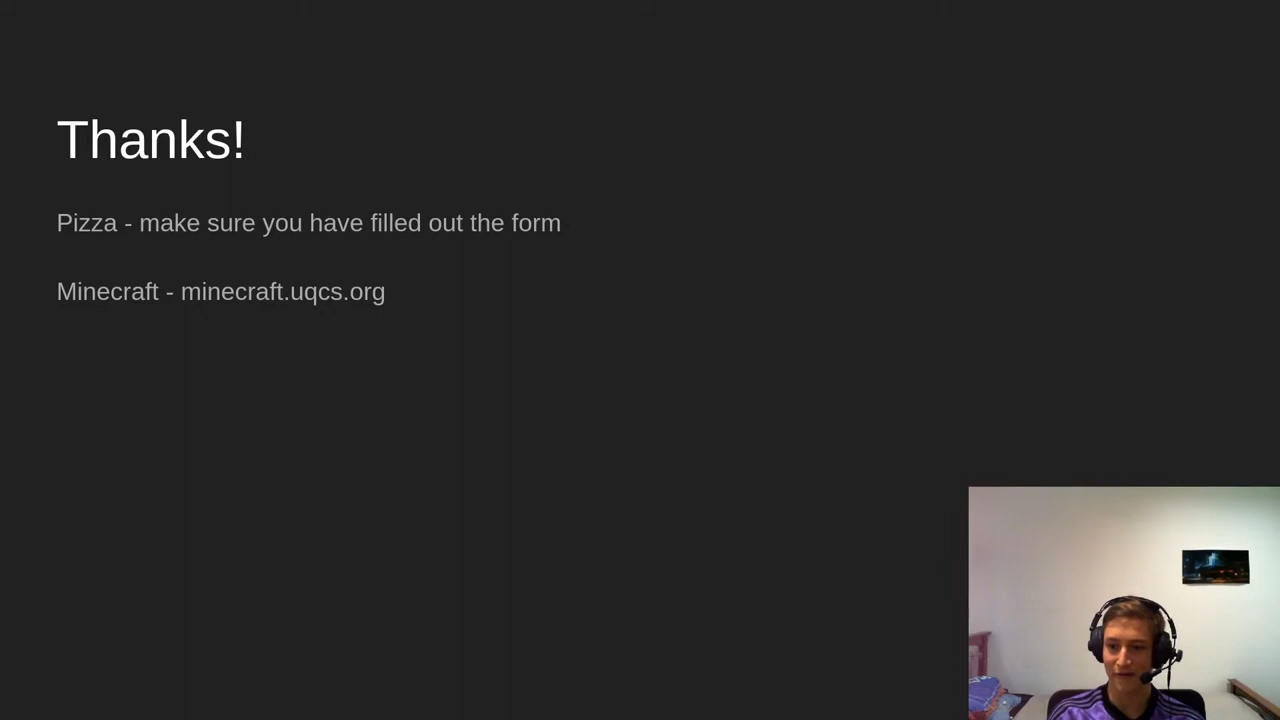 Thanks!
Pizza - make sure you have filled out the form
Minecraft - minecraft.uqcs.org